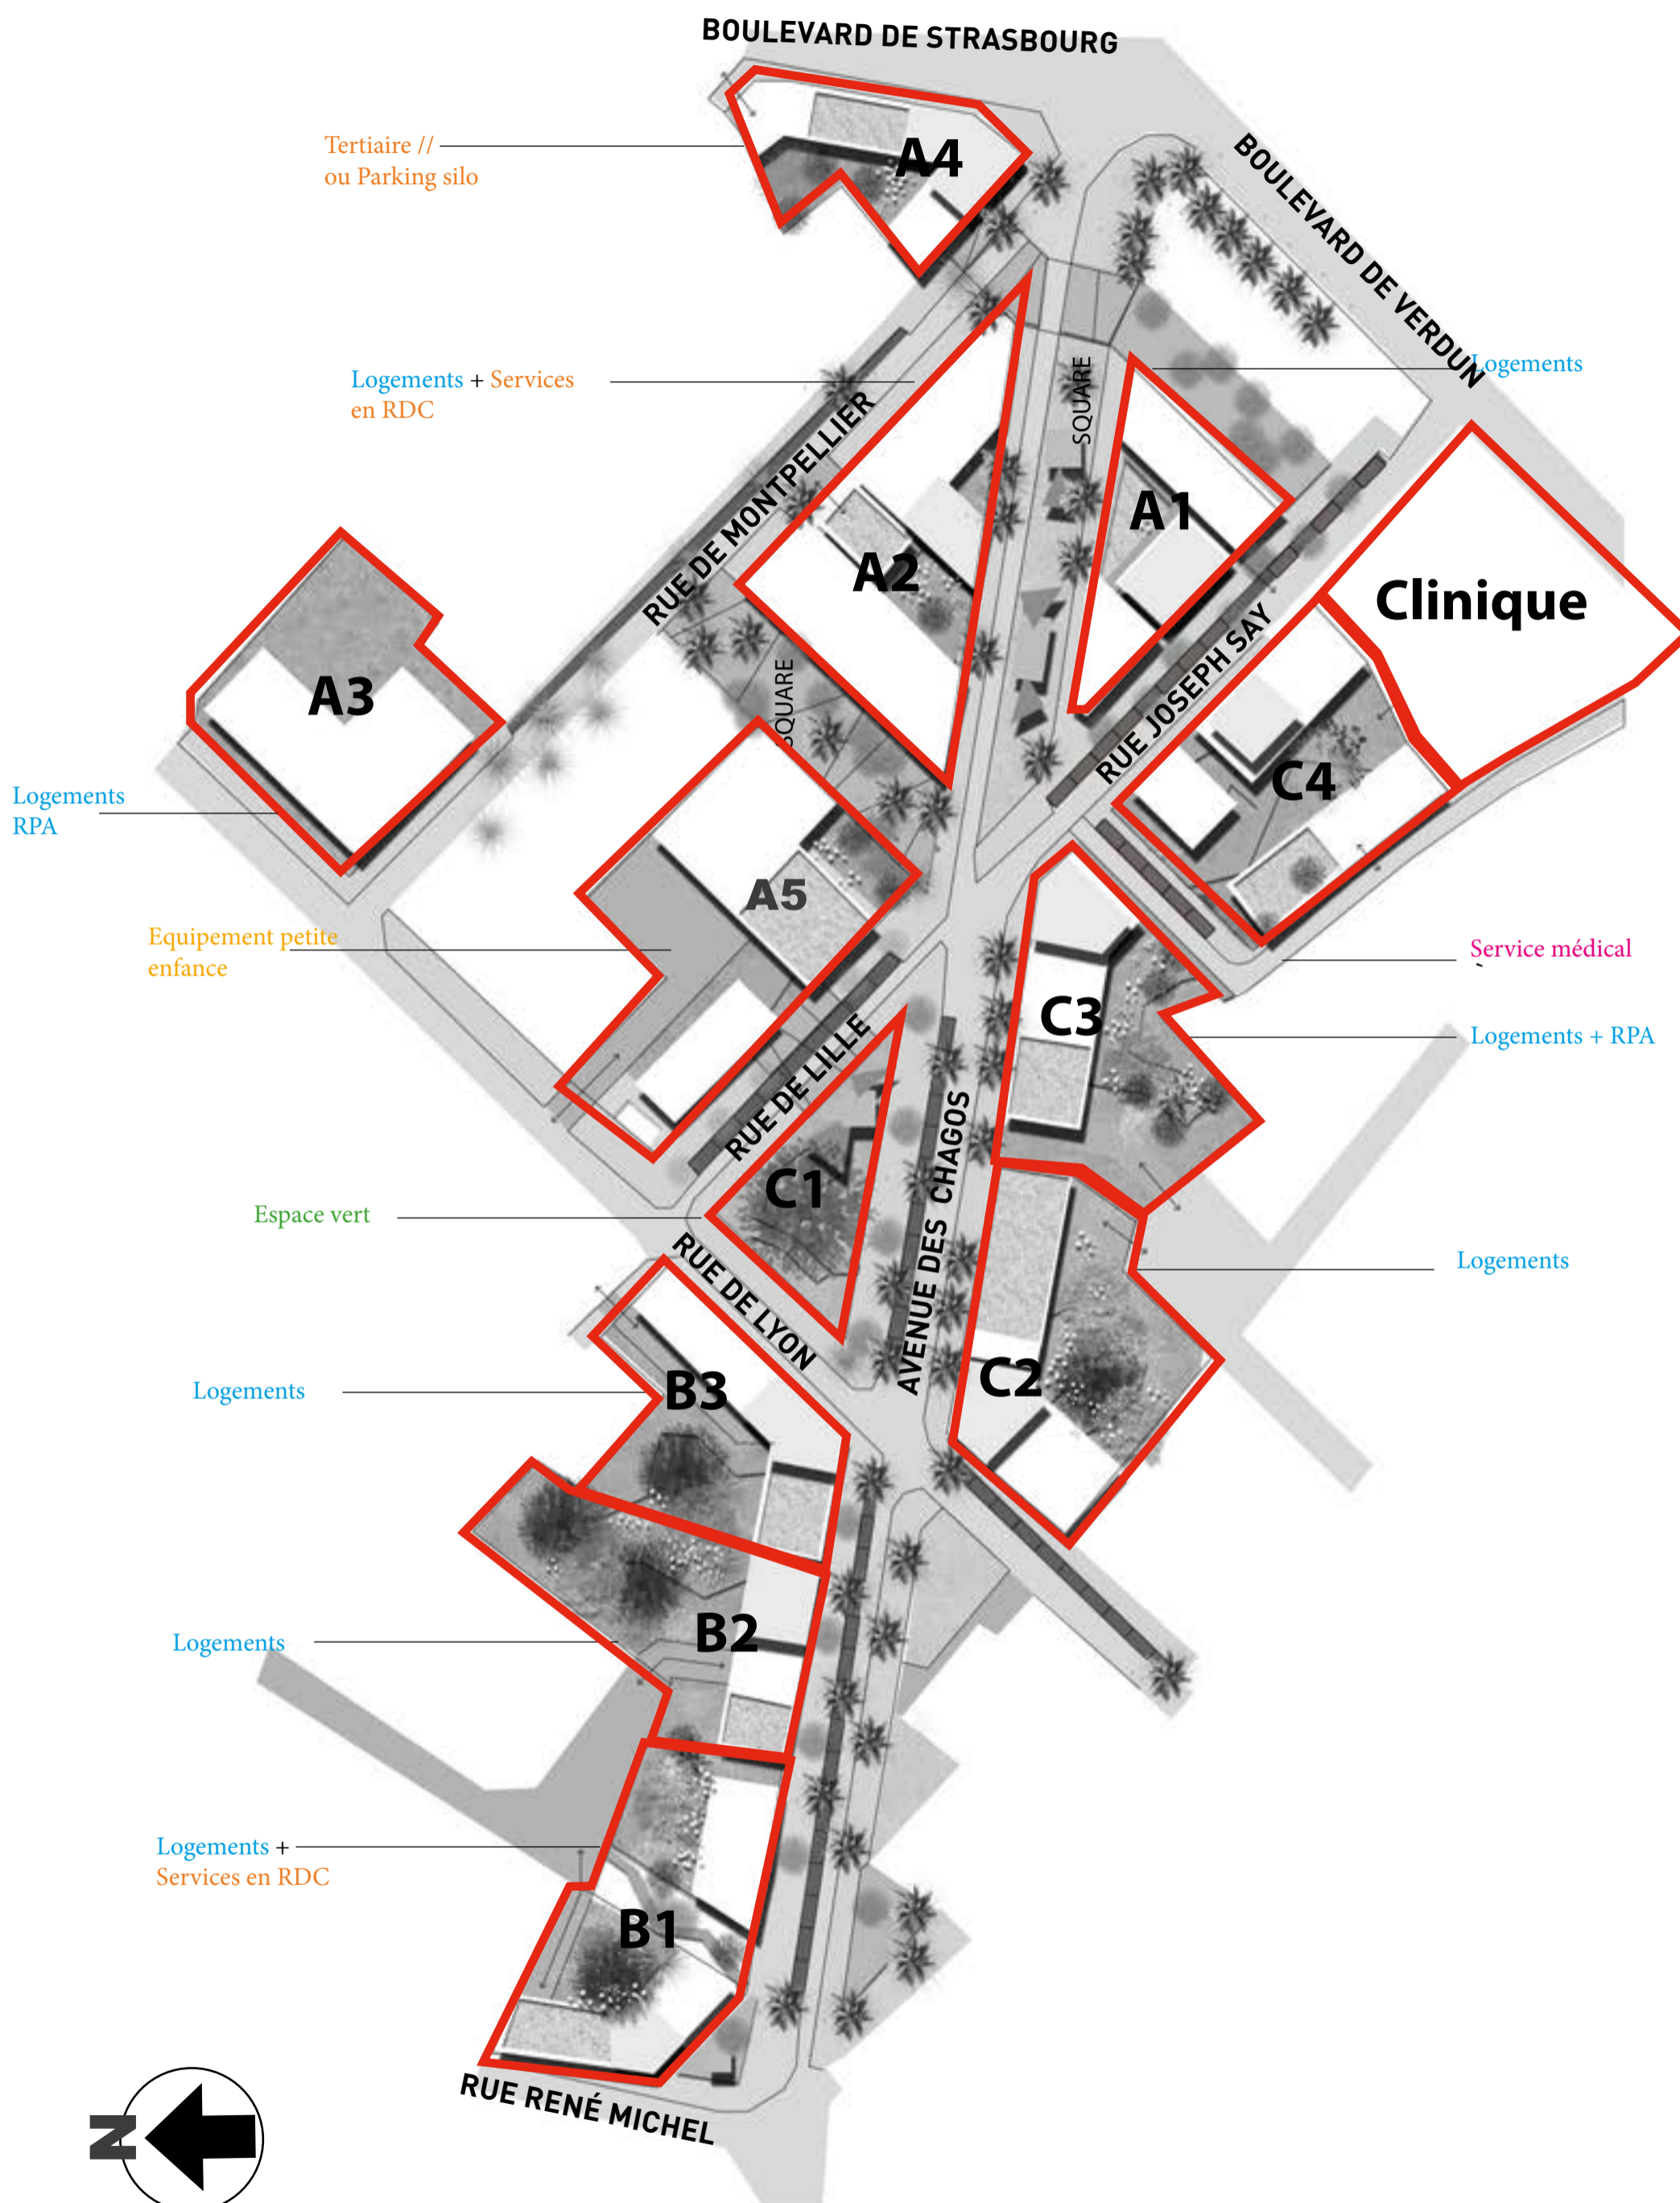 BOULEVARD DE STRASBOURG
BOULEVARD DE VERDUN
Tertiaire //
ou Parking silo
A4
Logements + Services
en RDC
Logements
SQUARE
RUE DE MONTPELLIER
A1
A2
Clinique
A3
SQUARE
RUE JOSEPH SAY
C4
Logements
RPA
A5
Equipement petite
enfance
Service médical
C3
Logements + RPA
RUE DE LILLE
C1
AVENUE DES CHAGOS
Espace vert
RUE DE LYON
Logements
C2
Logements
B3
Logements
B2
Logements +
Services en RDC
B1
RUE RENÉ MICHEL
N